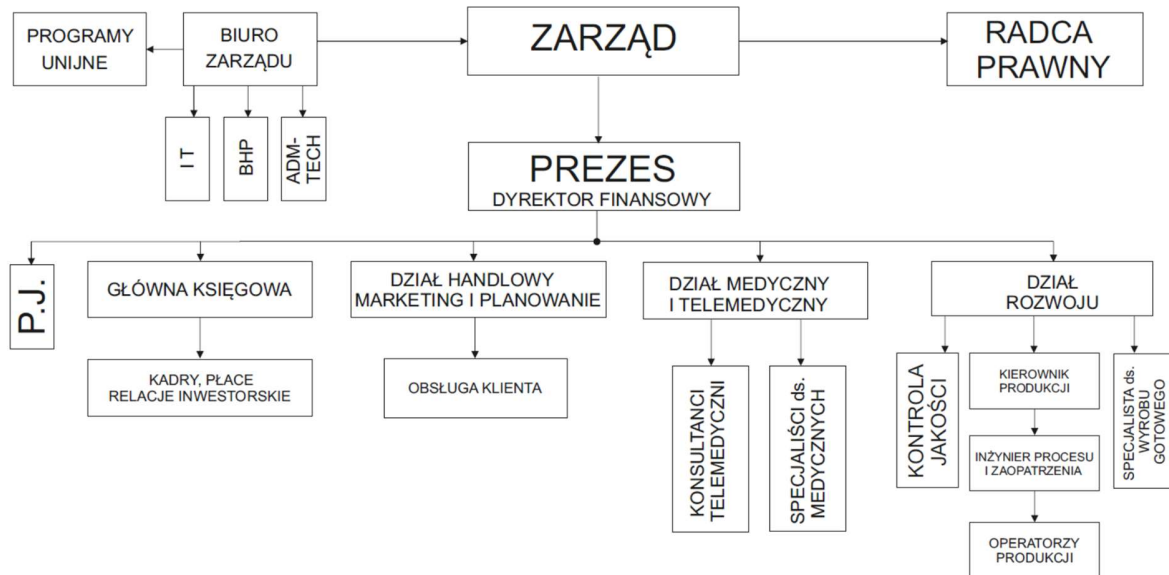 PROGRAMY
UNIJNE
BIURO
ZARZĄDU
ZARZĄD
RADCA
PRAWNY
I T
BHP
ADM-
TECH
PREZES
DYREKTOR FINANSOWY
P.J.
GŁÓWNA KSIĘGOWA
DZIAŁ HANDLOWY
MARKETING I PLANOWANIE
DZIAŁ MEDYCZNY
I TELEMEDYCZNY
DZIAŁ
ROZWOJU
KADRY, PŁACE
RELACJE INWESTORSKIE
OBSŁUGA KLIENTA
KONSULTANCI
TELEMEDYCZNI
SPECJALIŚCI ds.
MEDYCZNYCH
KONTROLA
JAKOŚCI
KIEROWNIK
PRODUKCJI
INŻYNIER PROCESU
I ZAOPATRZENIA
OPERATORZY
PRODUKCJI
SPECJALISTA ds.
WYROBU
GOTOWEGO